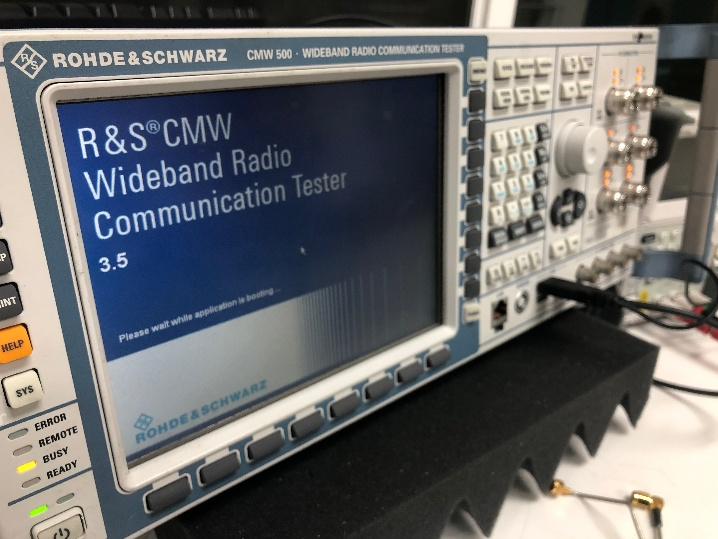 ROHDE & SCHWARZ CMW 500 · WIDEBAND RADIO COMMUNICATION TESTER
R&S®CMW
Wideband Radio
Communication Tester
3.5
Please wait while application is booting...
ROHDE & SCHWARZ
HELP
SYS
ERROR
REMOTE
BUSY
READY